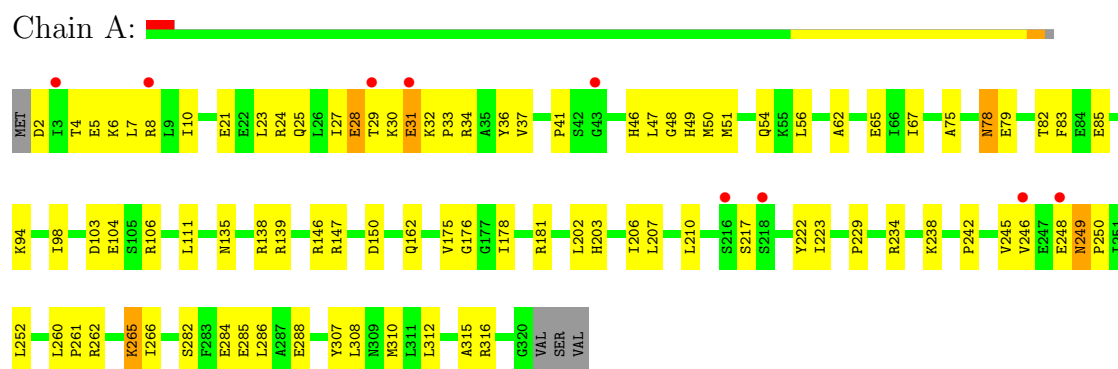 Chain A:
MET D2 I3 T4 E5 K6 L7 R8 L9 I10 E21 E22 L23 R24 Q25 L26 I27 E28 T29 K30 E31 K32 P33 R34 A35 Y36 V37 P41 S42 G43 H46 L47 G48 H49 M50 M51 Q54 K55 L56 A62 E65 I66 I67 A75 N78 E79 T82 F83 E84 E85
K94 I98 D103 E104 S105 R106 L111 N135 R138 R139 R146 R147 D150 Q162 V175 G176 G177 I178 R181 L202 H203 I206 L207 L210 S216 S217 S218 Y222 I223 P229 R234 K238 P242 V245 V246 E247 E248 N249 P250 I251
L252 L260 P261 R262 K265 I266 S282 F283 E284 E285 L286 A287 E288 Y307 L308 N309 M310 L311 L312 A315 R316 G320 VAL SER VAL